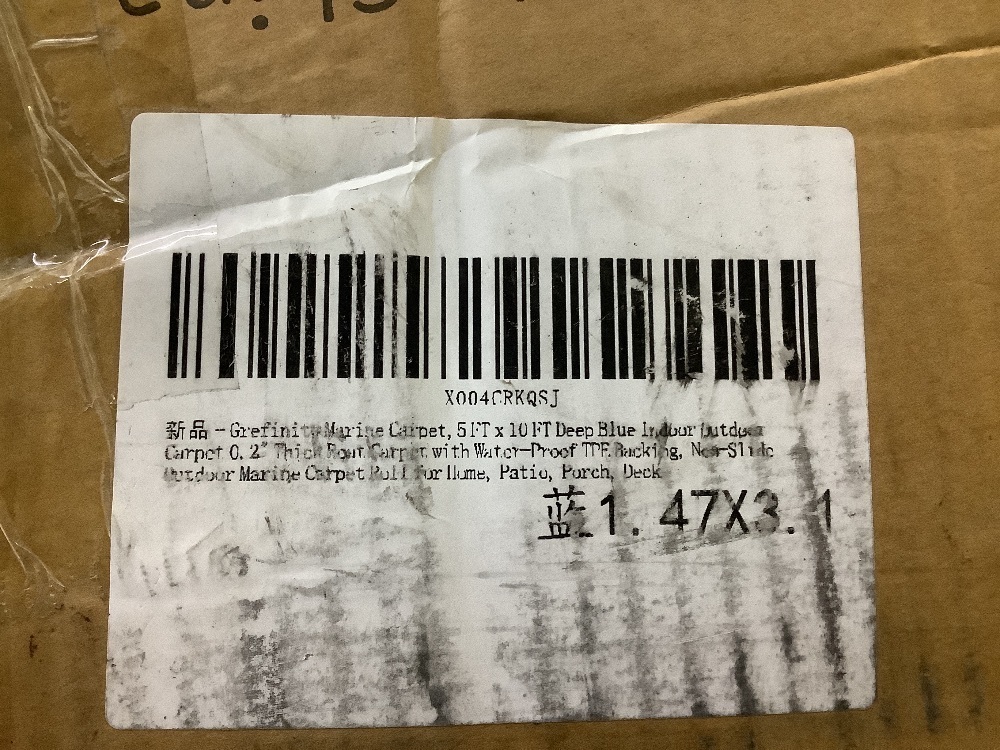 X004CRKQSJ
新品 - Grefinity Marine Carpet, 5 FT x 10 FT Deep Blue Indoor Outdoor
Carpet 0.2" Thick Boat Carpet with Water-Proof TPE Backing, Non-Slide
Outdoor Marine Carpet Roll for Home, Patio, Porch, Deck
蓝1.47X3.1